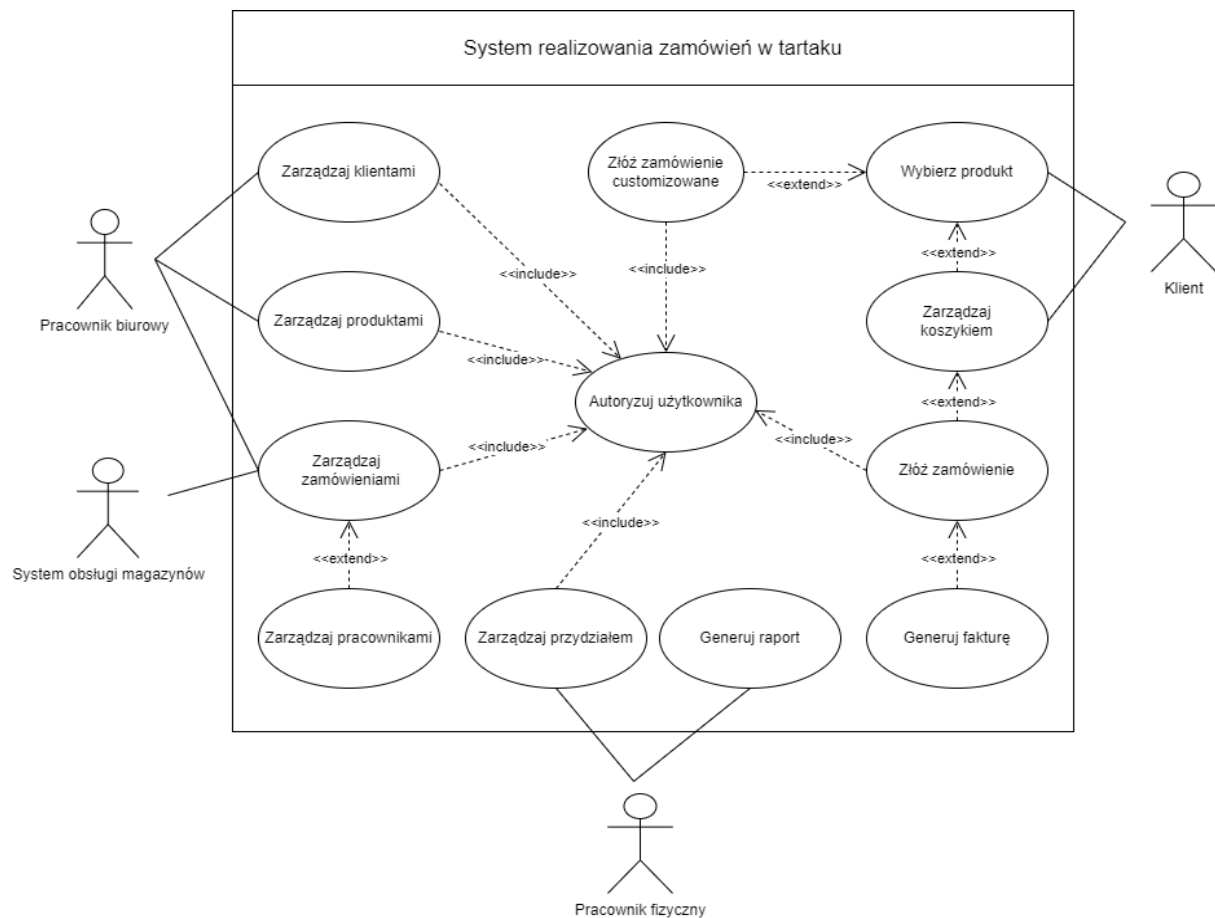 System realizowania zamówień w tartaku
Zarządzaj klientami
Złóż zamówienie
customizowane
<<extend>>
Wybierz produkt
Pracownik biurowy
<<include>>
<<include>>
<<extend>>
Klient
Zarządzaj produktami
<<include>>
Zarządzaj
koszykiem
Autoryzuj użytkownika
<<extend>>
Zarządzaj
zamówieniami
<<include>>
<<include>>
Złóż zamówienie
System obsługi magazynów
<<extend>>
<<include>>
<<extend>>
Zarządzaj pracownikami
Zarządzaj przydziałem
Generuj raport
Generuj fakturę
Pracownik fizyczny